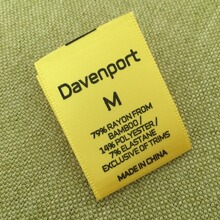 Davenport
M
79% RAYON FROM
BAMBOO/
14% POLYESTER/
7% ELASTANE
EXCLUSIVE OF TRIMS
MADE IN CHINA